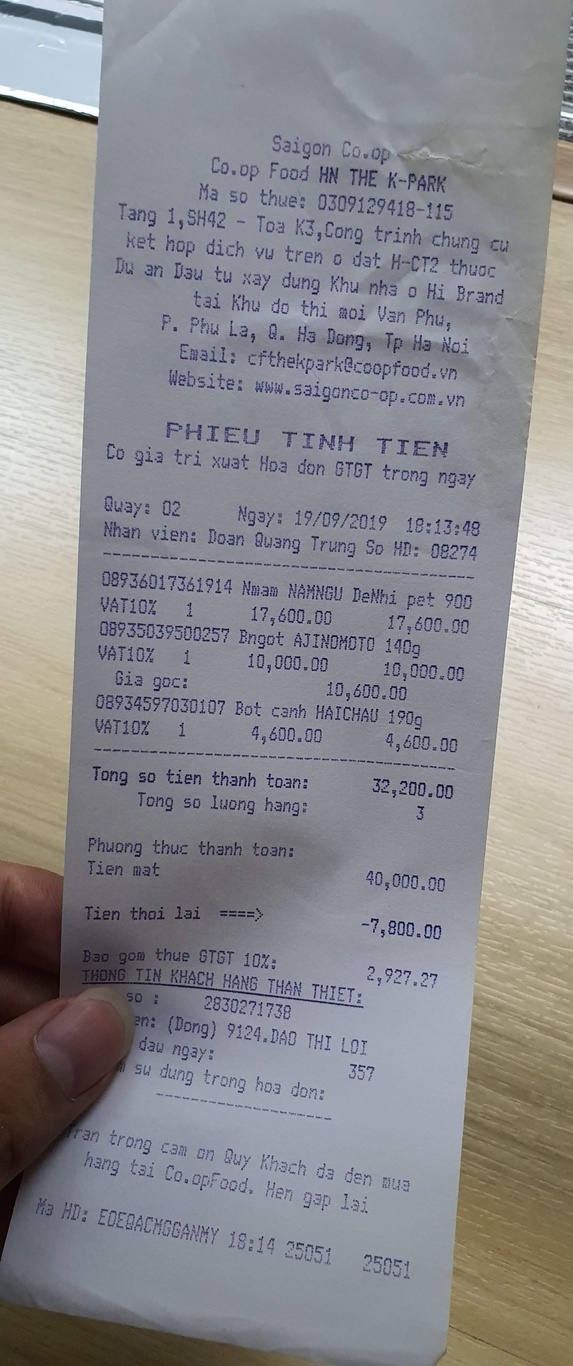 Saigon Co.op
Co.op Food HN THE K-PARK
Ma so thue: 0309129418-115
Tang 1,SH42 - Toa K3,Cong trinh chung cu
ket hop dich vu tren o dat H-CT2 thuoc
Du an Dau tu xay dung Khu nha o Hi Brand
tai Khu do thi moi Van Phu,
P. Phu La, Q. Ha Dong, Tp Ha Noi
Email: cfthekpark@coopfood.vn
Website: www.saigonco-op.com.vn
PHIEU TINH TIEN
Co gia tri xuat Hoa don GTGT trong ngay
Quay: 02 Ngay: 19/09/2019 18:13:48
Nhan vien: Doan Quang Trung So HD: 08274
08936017361914 Nmam NAMNGU DeNhi pet 900
VAT10% 1 17,600.00 17,600.00
08935039500257 Bngot AJINOMOTO 140g
VAT10% 1 10,000.00 10,000.00
Gia goc: 10,600.00
08934597030107 Bot canh HAICHAU 190g
VAT10% 1 4,600.00 4,600.00
Tong so tien thanh toan: 32,200.00
Tong so luong hang: 3
Phuong thuc thanh toan:
Tien mat 40,000.00
Tien thoi lai ====> -7,800.00
Bao gom thue GTGT 10%: 2,927.27
THONG TIN KHACH HANG THAN THIET:
so : 2830271738
en: (Dong) 9124.DAO THI LOI
dau ngay: 357
su dung trong hoa don:
Tran trong cam on Quy Khach da den mua
hang tai Co.opFood. Hen gap lai
Ma HD: EOEQACMGGANMY 18:14 25051 25051